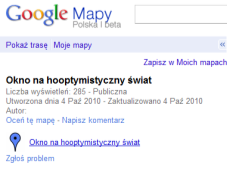 Google Mapy
Polska i beta
Pokaż trasę Moje mapy «
Zapisz w Moich mapach
Okno na hooptymistyczny świat
Liczba wyświetleń: 285 - Publiczna
Utworzona dnia 4 Paź 2010 - Zaktualizowano 4 Paź 2010
Autor:
Oceń tę mapę - Napisz komentarz
Okno na hooptymistyczny świat
Zgłoś problem